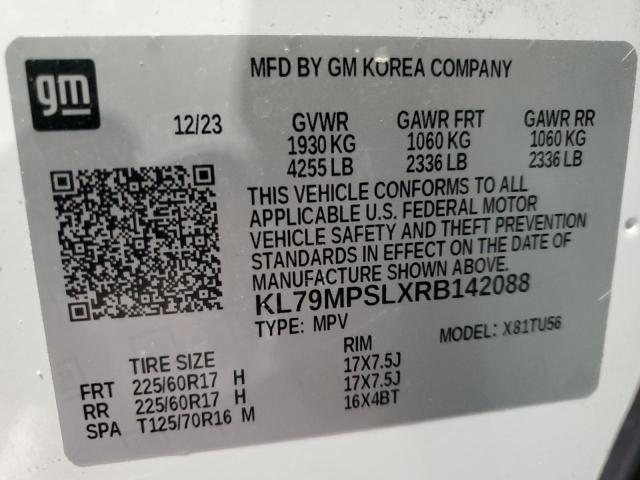 gm
MFD BY GM KOREA COMPANY
12/23 GVWR GAWR FRT GAWR RR
1930 KG 1060 KG 1060 KG
4255 LB 2336 LB 2336 LB
THIS VEHICLE CONFORMS TO ALL
APPLICABLE U.S. FEDERAL MOTOR
VEHICLE SAFETY AND THEFT PREVENTION
STANDARDS IN EFFECT ON THE DATE OF
MANUFACTURE SHOWN ABOVE.
KL79MPSLXRB142088
TYPE: MPV MODEL: X81TU56
TIRE SIZE RIM
FRT 225/60R17 H 17X7.5J
RR 225/60R17 H 17X7.5J
SPA T125/70R16 M 16X4BT